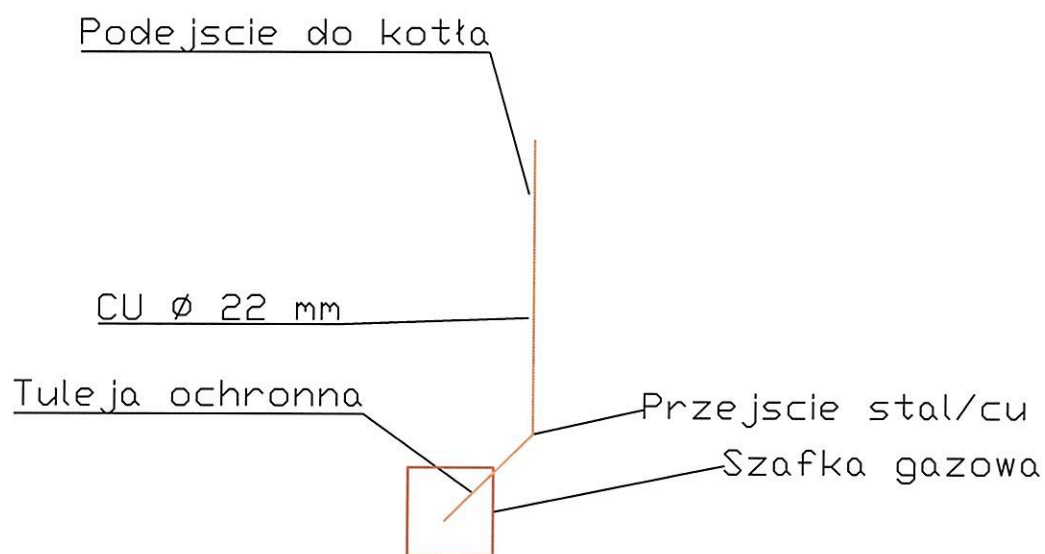 Podejscie do kotła
CU Ø 22 mm
Tuleja ochronna
Przejscie stal/cu
Szafka gazowa